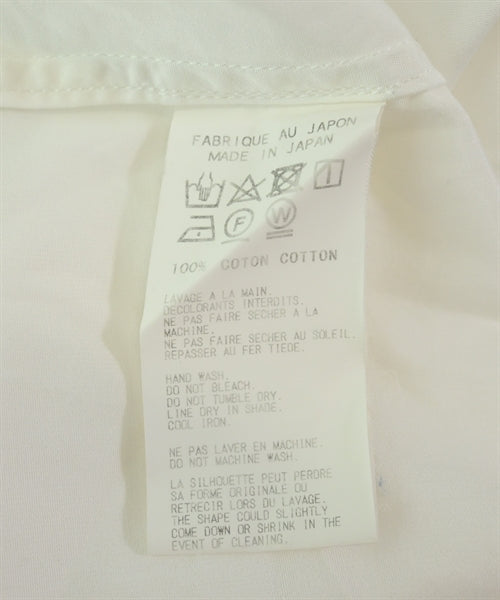 FABRIQUE AU JAPON
MADE IN JAPAN
F W
100% COTON COTTON
LAVAGE A LA MAIN.
DECOLORANTS INTERDITS.
NE PAS FAIRE SECHER A LA
MACHINE.
NE PAS FAIRE SECHER AU SOLEIL.
REPASSER AU FER TIEDE.
HAND WASH.
DO NOT BLEACH.
DO NOT TUMBLE DRY.
LINE DRY IN SHADE.
COOL IRON.
NE PAS LAVER EN MACHINE.
DO NOT MACHINE WASH.
LA SILHOUETTE PEUT PERDRE
SA FORME ORIGINALE OU
RETRECIR LORS DU LAVAGE.
THE SHAPE COULD SLIGHTLY
COME DOWN OR SHRINK IN THE
EVENT OF CLEANING.